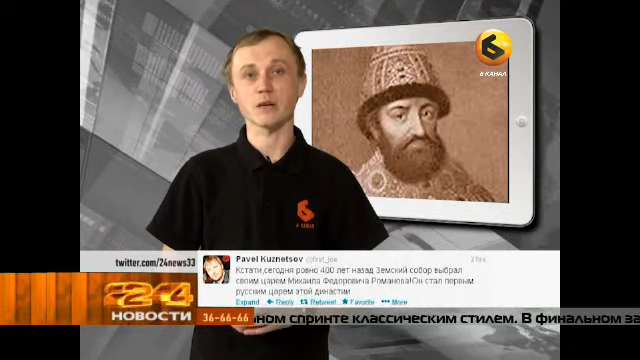 6 КАНАЛ
6 КАНАЛ
twitter.com/24news33
Pavel Kuznetsov @first_joe 2 hrs
Кстати,сегодня ровно 400 лет назад Земский собор выбрал
своим царем Михаила Федоровича Романова!Он стал первым
русским царем этой династии
Expand Reply Retweet Favorite More
24
НОВОСТИ
36-66-66
ном спринте классическим стилем. В финальном за